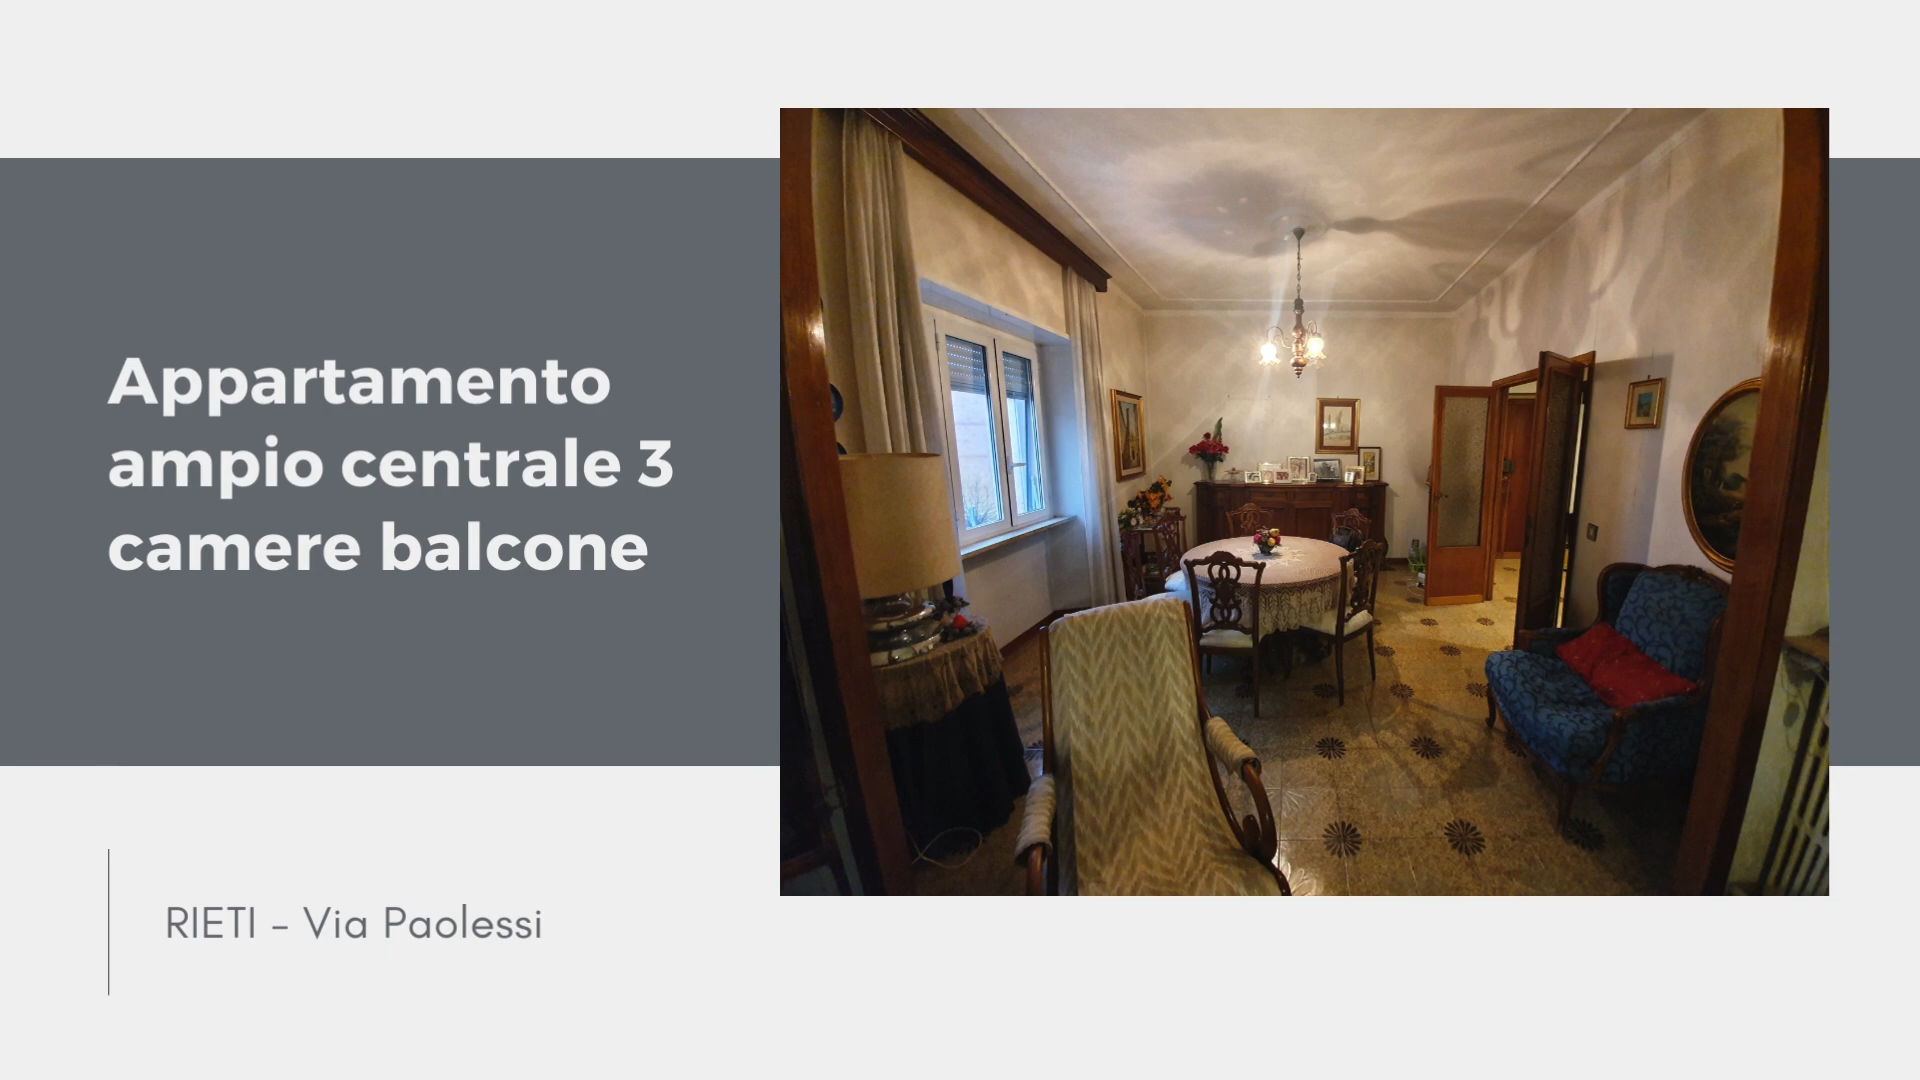 Appartamento
ampio centrale 3
camere balcone
RIETI - Via Paolessi